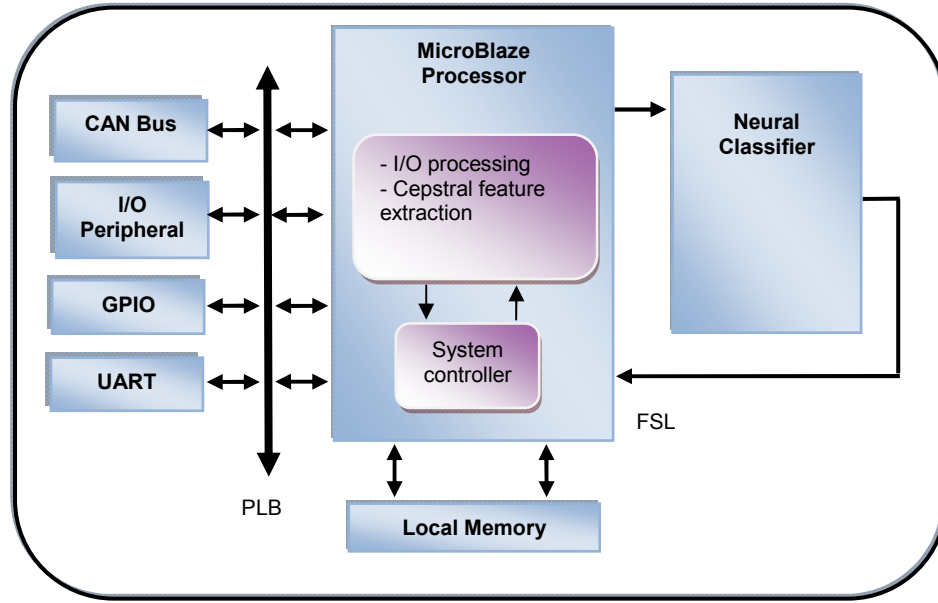 MicroBlaze
Processor
CAN Bus
I/O
Peripheral
GPIO
UART
- I/O processing
- Cepstral feature
extraction
System
controller
Neural
Classifier
FSL
PLB
Local Memory